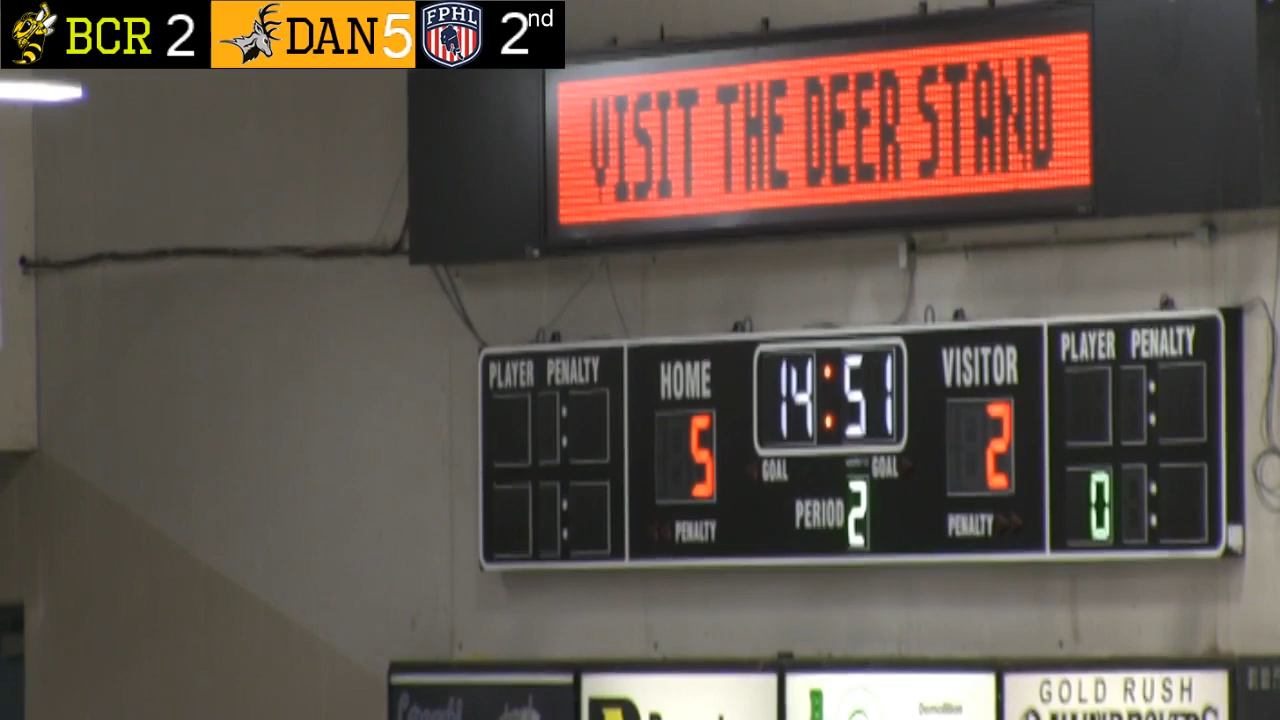 BCR 2 DAN 5 FPHL 2nd
VISIT THE DEER STAND
PLAYER PENALTY
HOME
14:51
VISITOR
PLAYER PENALTY
5
2
GOAL
GOAL
PERIOD 2
PENALTY
PENALTY
0
Demolition
GOLD RUSH